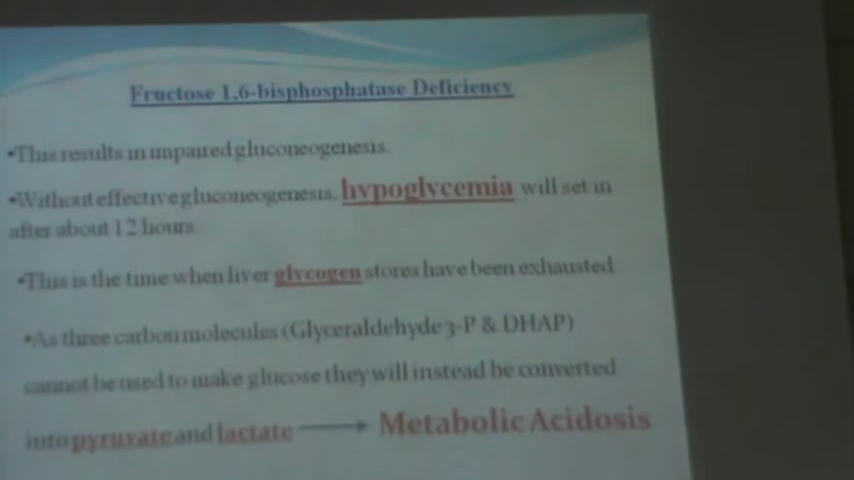 Fructose 1,6-bisphosphatase Deficiency
•This results in impaired gluconeogenesis.
•Without effective gluconeogenesis, hypoglycemia will set in
after about 12 hours.
•This is the time when liver glycogen stores have been exhausted
•As three carbon molecules (Glyceraldehyde 3-P & DHAP)
cannot be used to make glucose they will instead be converted
into pyruvate and lactate → Metabolic Acidosis